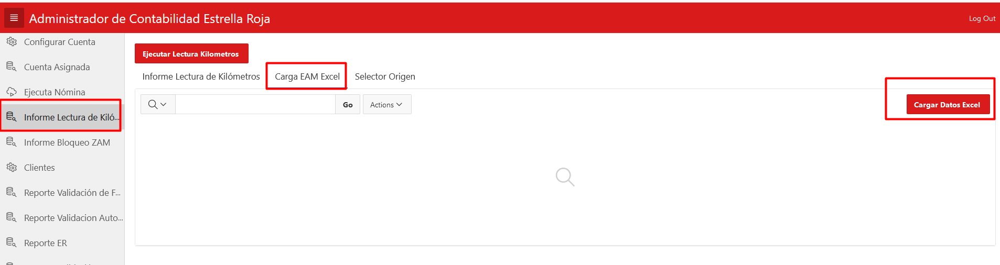 Administrador de Contabilidad Estrella Roja
Log Out
Configurar Cuenta
Cuenta Asignada
Ejecuta Nómina
Informe Lectura de Kiló...
Informe Bloqueo ZAM
Clientes
Reporte Validación de F...
Reporte Validacion Auto...
Reporte ER
Ejecutar Lectura Kilometros
Informe Lectura de Kilómetros Carga EAM Excel Selector Origen
Go Actions Cargar Datos Excel